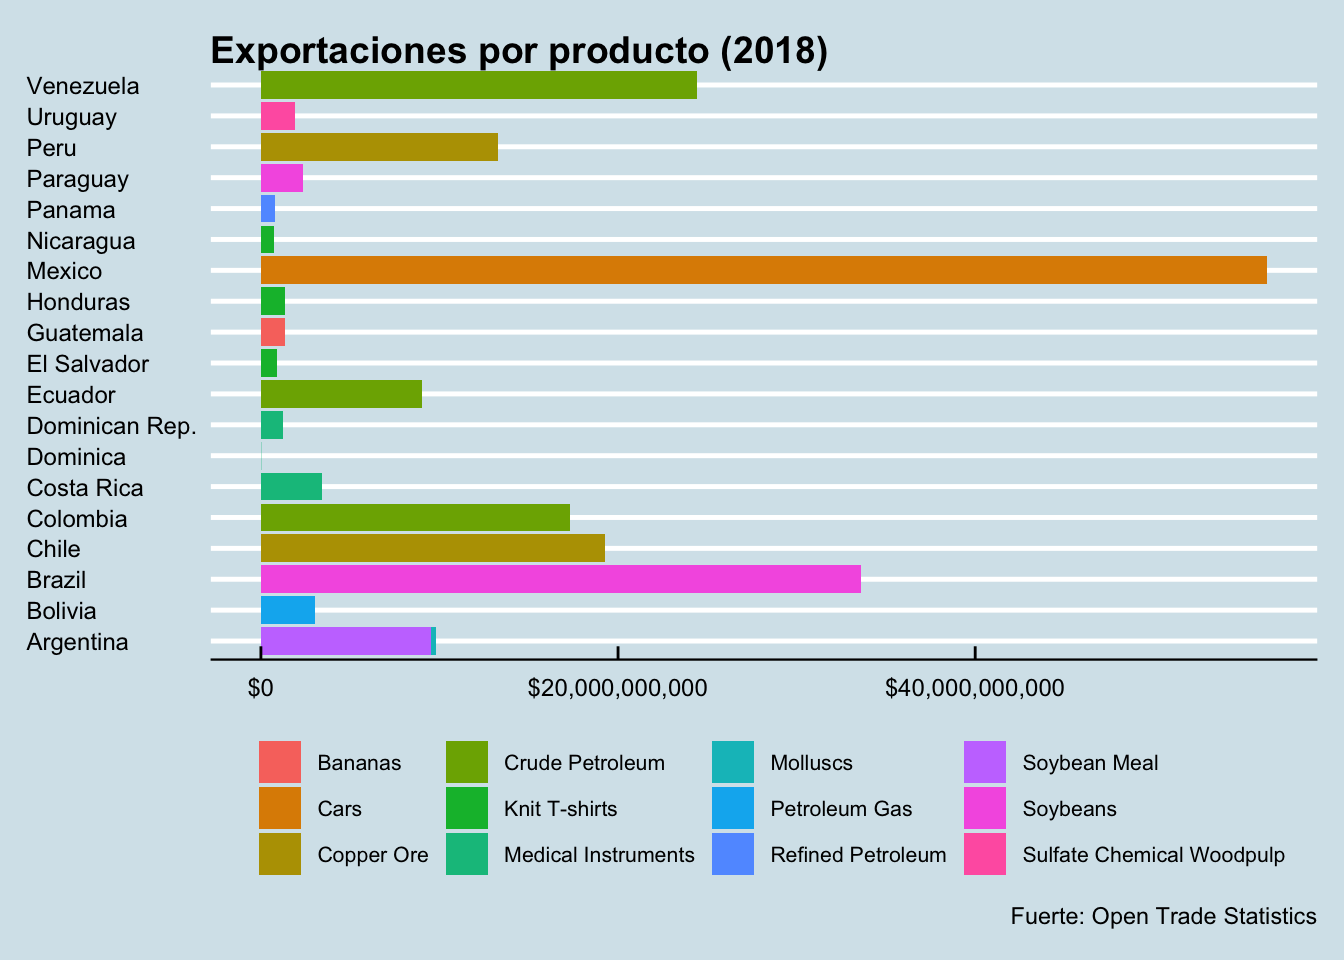 Exportaciones por producto (2018)
Venezuela
Uruguay
Peru
Paraguay
Panama
Nicaragua
Mexico
Honduras
Guatemala
El Salvador
Ecuador
Dominican Rep.
Dominica
Costa Rica
Colombia
Chile
Brazil
Bolivia
Argentina
$0 $20,000,000,000 $40,000,000,000
Bananas Crude Petroleum Molluscs Soybean Meal
Cars Knit T-shirts Petroleum Gas Soybeans
Copper Ore Medical Instruments Refined Petroleum Sulfate Chemical Woodpulp
Fuerte: Open Trade Statistics